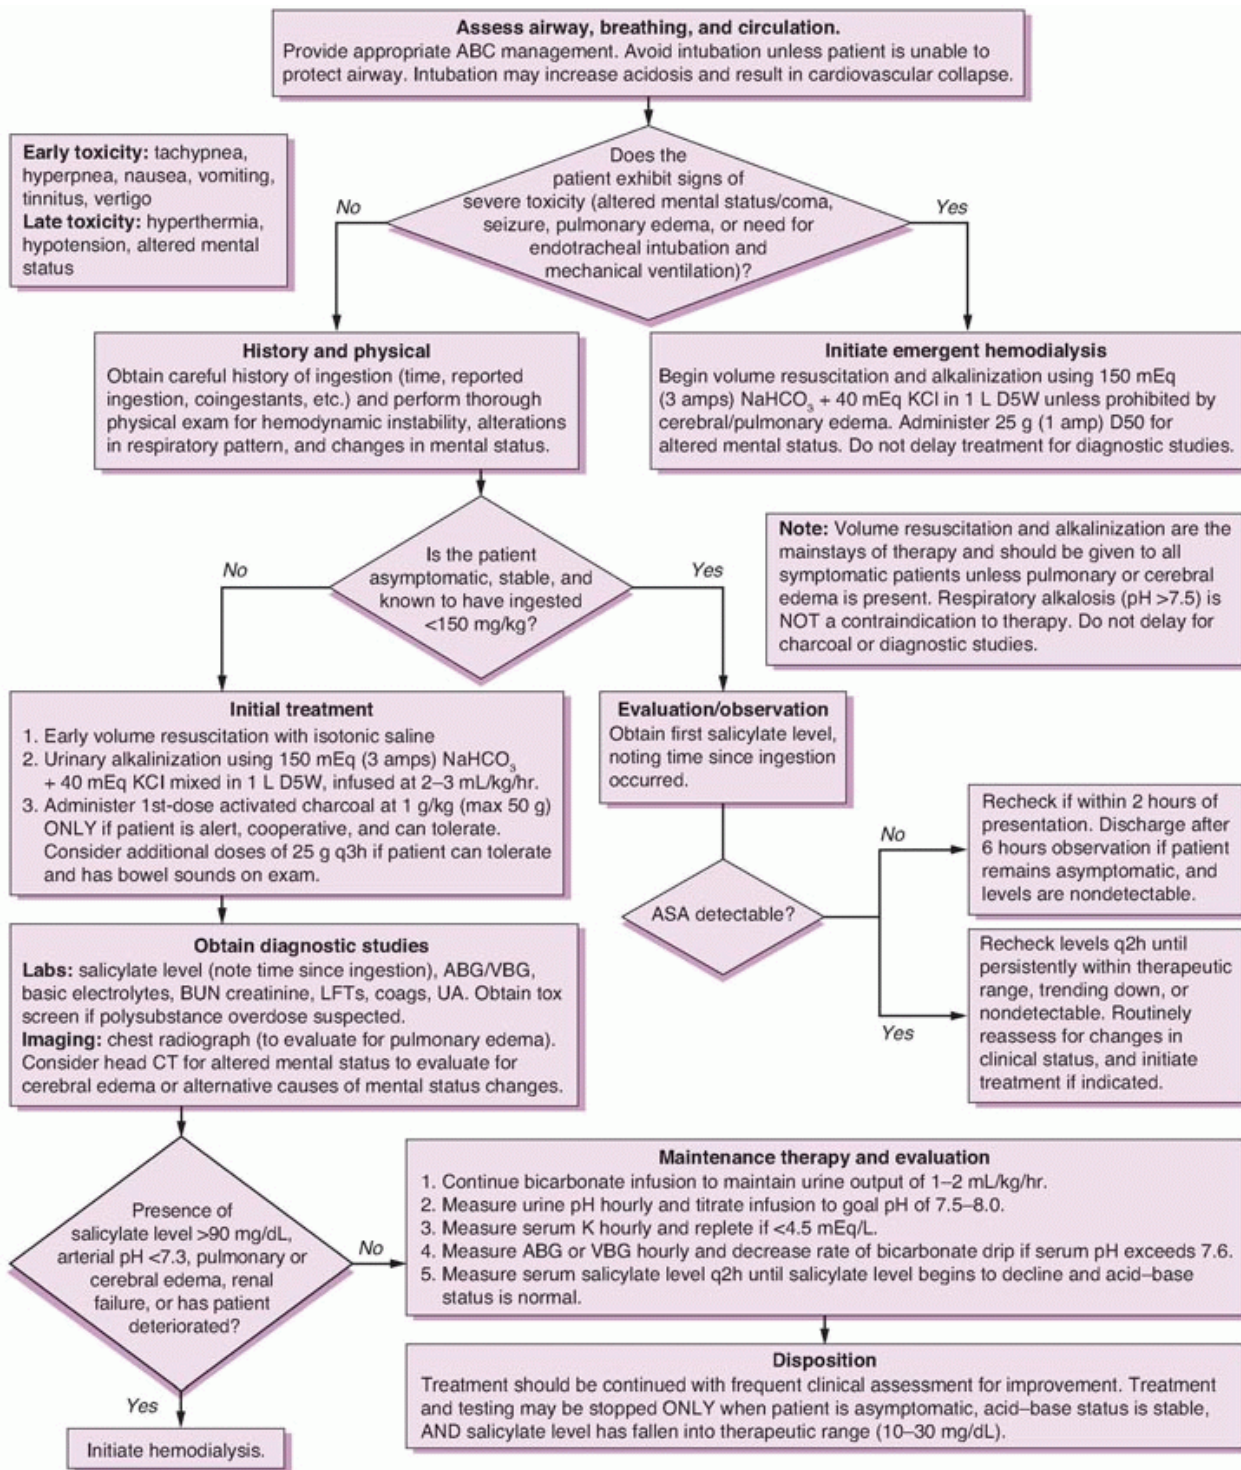 Assess airway, breathing, and circulation.
Provide appropriate ABC management. Avoid intubation unless patient is unable to
protect airway. Intubation may increase acidosis and result in cardiovascular collapse.
Early toxicity: tachypnea,
hyperpnea, nausea, vomiting,
tinnitus, vertigo
Late toxicity: hyperthermia,
hypotension, altered mental
status
Does the
patient exhibit signs of
severe toxicity (altered mental status/coma,
seizure, pulmonary edema, or need for
endotracheal intubation and
mechanical ventilation)?
No
Yes
History and physical
Obtain careful history of ingestion (time, reported
ingestion, coingestants, etc.) and perform thorough
physical exam for hemodynamic instability, alterations
in respiratory pattern, and changes in mental status.
Initiate emergent hemodialysis
Begin volume resuscitation and alkalinization using 150 mEq
(3 amps) NaHCO₃ + 40 mEq KCl in 1 L D5W unless prohibited by
cerebral/pulmonary edema. Administer 25 g (1 amp) D50 for
altered mental status. Do not delay treatment for diagnostic studies.
Is the patient
asymptomatic, stable, and
known to have ingested
<150 mg/kg?
No
Yes
Note: Volume resuscitation and alkalinization are the
mainstays of therapy and should be given to all
symptomatic patients unless pulmonary or cerebral
edema is present. Respiratory alkalosis (pH >7.5) is
NOT a contraindication to therapy. Do not delay for
charcoal or diagnostic studies.
Initial treatment
1. Early volume resuscitation with isotonic saline
2. Urinary alkalinization using 150 mEq (3 amps) NaHCO₃
+ 40 mEq KCl mixed in 1 L D5W, infused at 2–3 mL/kg/hr.
3. Administer 1st-dose activated charcoal at 1 g/kg (max 50 g)
ONLY if patient is alert, cooperative, and can tolerate.
Consider additional doses of 25 g q3h if patient can tolerate
and has bowel sounds on exam.
Evaluation/observation
Obtain first salicylate level,
noting time since ingestion
occurred.
ASA detectable?
No
Yes
Recheck if within 2 hours of
presentation. Discharge after
6 hours observation if patient
remains asymptomatic, and
levels are nondetectable.
Recheck levels q2h until
persistently within therapeutic
range, trending down, or
nondetectable. Routinely
reassess for changes in
clinical status, and initiate
treatment if indicated.
Obtain diagnostic studies
Labs: salicylate level (note time since ingestion), ABG/VBG,
basic electrolytes, BUN creatinine, LFTs, coags, UA. Obtain tox
screen if polysubstance overdose suspected.
Imaging: chest radiograph (to evaluate for pulmonary edema).
Consider head CT for altered mental status to evaluate for
cerebral edema or alternative causes of mental status changes.
Presence of
salicylate level >90 mg/dL,
arterial pH <7.3, pulmonary or
cerebral edema, renal
failure, or has patient
deteriorated?
No
Yes
Maintenance therapy and evaluation
1. Continue bicarbonate infusion to maintain urine output of 1–2 mL/kg/hr.
2. Measure urine pH hourly and titrate infusion to goal pH of 7.5–8.0.
3. Measure serum K hourly and replete if <4.5 mEq/L.
4. Measure ABG or VBG hourly and decrease rate of bicarbonate drip if serum pH exceeds 7.6.
5. Measure serum salicylate level q2h until salicylate level begins to decline and acid–base
status is normal.
Disposition
Treatment should be continued with frequent clinical assessment for improvement. Treatment
and testing may be stopped ONLY when patient is asymptomatic, acid–base status is stable,
AND salicylate level has fallen into therapeutic range (10–30 mg/dL).
Initiate hemodialysis.